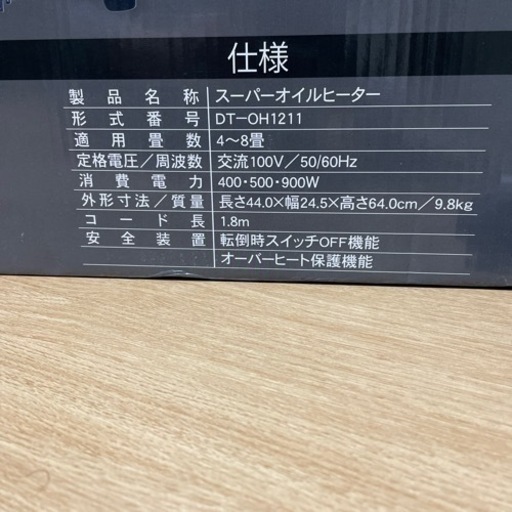 仕様
製品名称 スーパーオイルヒーター
形式番号 DT-OH1211
適用畳数 4～8畳
定格電圧／周波数 交流100V／50/60Hz
消費電力 400・500・900W
外形寸法／質量 長さ44.0×幅24.5×高さ64.0cm／9.8kg
コード長 1.8m
安全装置 転倒時スイッチOFF機能
オーバーヒート保護機能